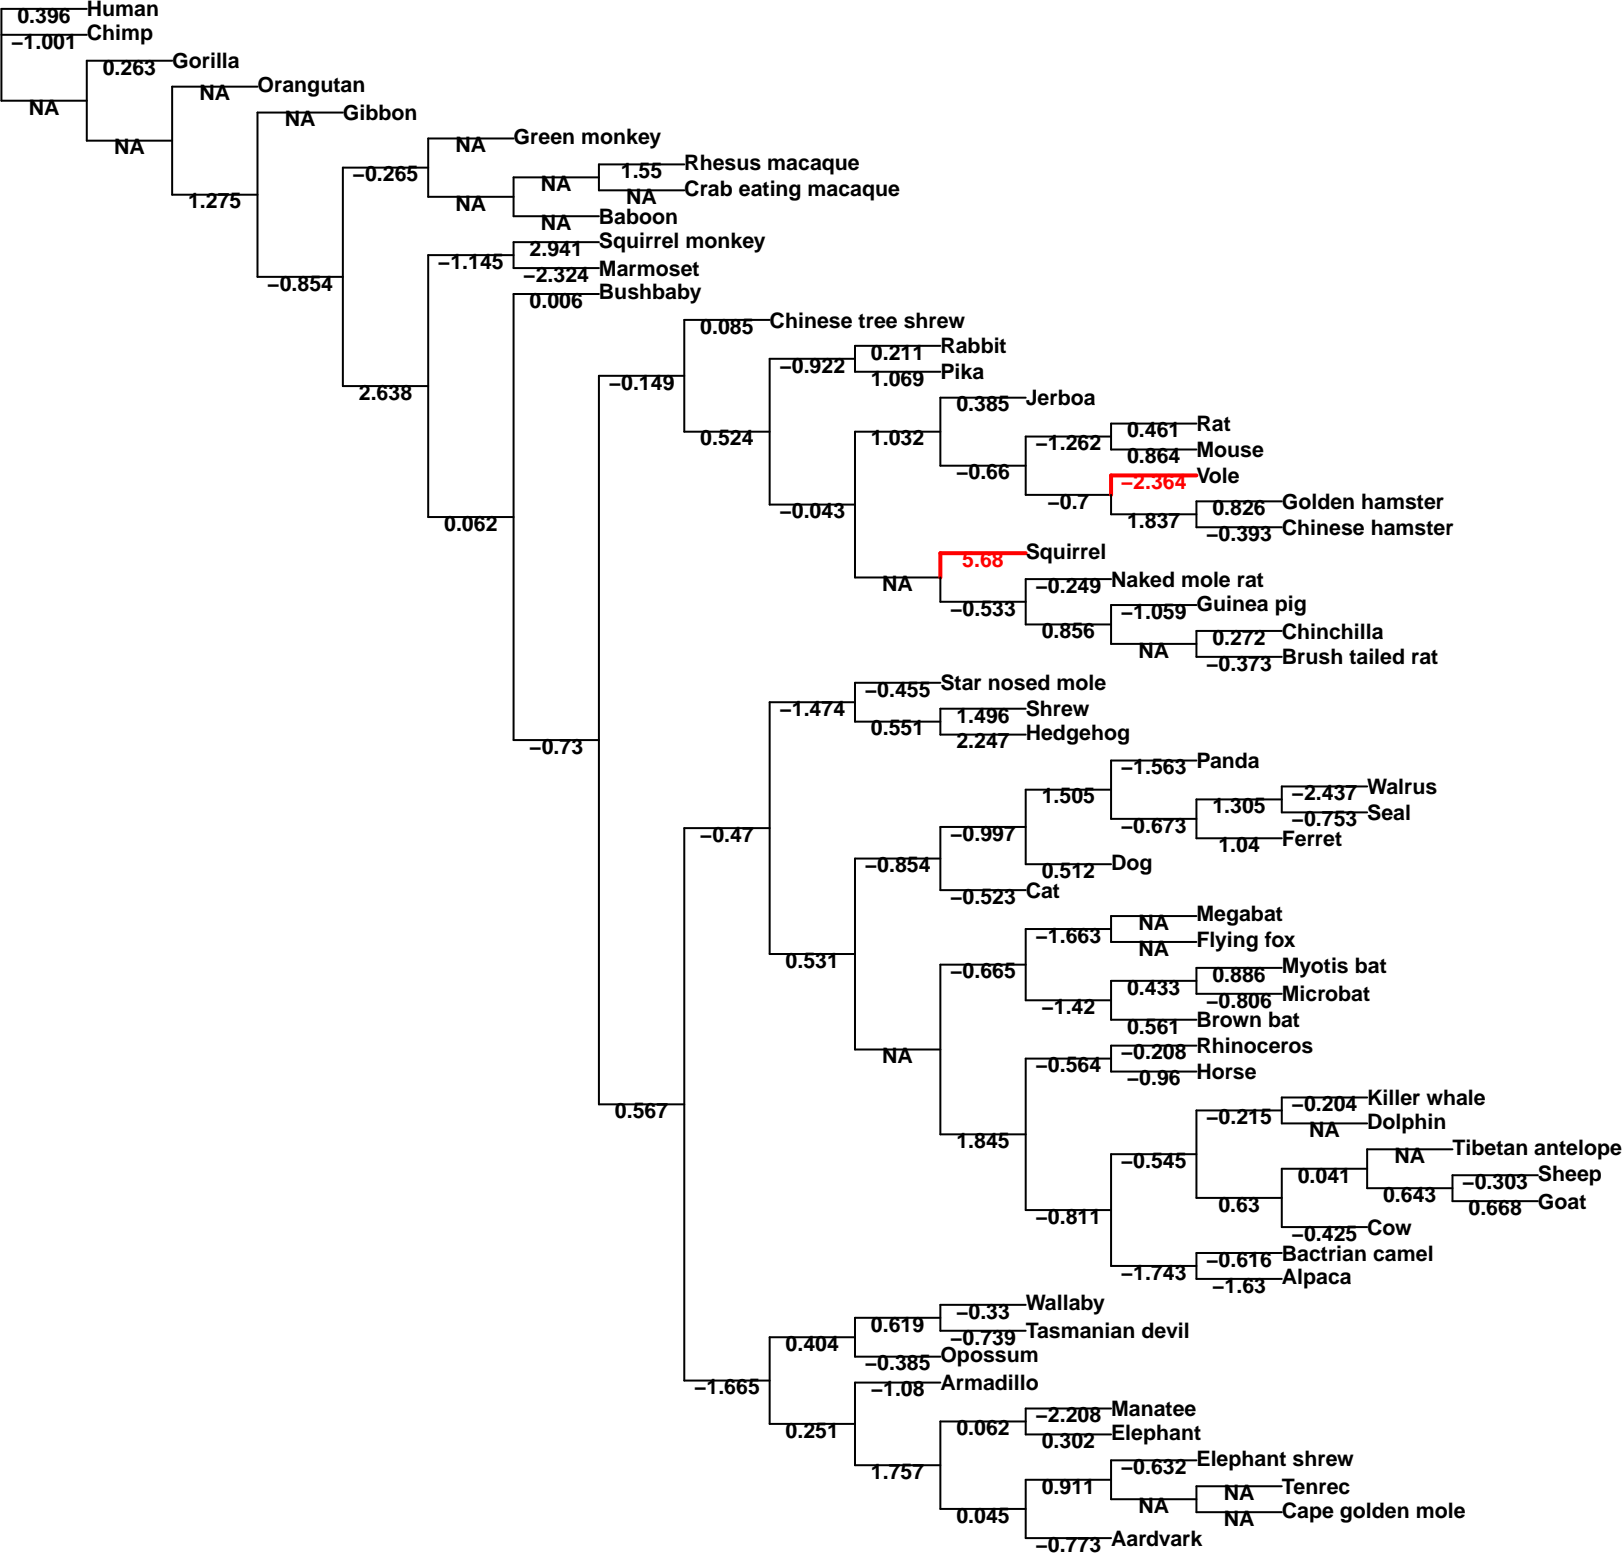 Human
0.396
Chimp
−1.001
Gorilla
0.263
Orangutan
NA
NA
Gibbon
NA
Green monkey
NA
NA
Rhesus macaque
1.55
−0.265
NA
Crab eating macaque
NA
1.275
NA
Baboon
NA
Squirrel monkey
2.941
−1.145
Marmoset
−2.324
−0.854
Bushbaby
0.006
Chinese tree shrew
0.085
Rabbit
0.211
−0.922
Pika
1.069
−0.149
2.638
Jerboa
0.385
Rat
0.461
0.524
1.032
−1.262
Mouse
0.864
−0.66
Vole
−2.364
−0.7
Golden hamster
0.826
−0.043
1.837
0.062
Chinese hamster
−0.393
Squirrel
5.68
NA
Naked mole rat
−0.249
−0.533
Guinea pig
−1.059
0.856
Chinchilla
0.272
NA
Brush tailed rat
−0.373
Star nosed mole
−0.455
−1.474
Shrew
1.496
0.551
Hedgehog
2.247
−0.73
Panda
−1.563
Walrus
−2.437
1.505
1.305
Seal
−0.753
−0.673
−0.47
−0.997
Ferret
1.04
−0.854
Dog
0.512
Cat
−0.523
Megabat
NA
−1.663
Flying fox
NA
0.531
−0.665
Myotis bat
0.886
0.433
Microbat
−0.806
−1.42
Brown bat
0.561
NA
Rhinoceros
−0.208
−0.564
Horse
−0.96
0.567
Killer whale
−0.204
−0.215
Dolphin
NA
1.845
Tibetan antelope
NA
−0.545
0.041
Sheep
−0.303
0.643
Goat
0.668
0.63
−0.811
Cow
−0.425
Bactrian camel
−0.616
−1.743
Alpaca
−1.63
Wallaby
−0.33
0.619
Tasmanian devil
−0.739
0.404
Opossum
−0.385
−1.665
Armadillo
−1.08
Manatee
−2.208
0.251
0.062
Elephant
0.302
Elephant shrew
−0.632
1.757
0.911
Tenrec
NA
NA
Cape golden mole
NA
0.045
Aardvark
−0.773